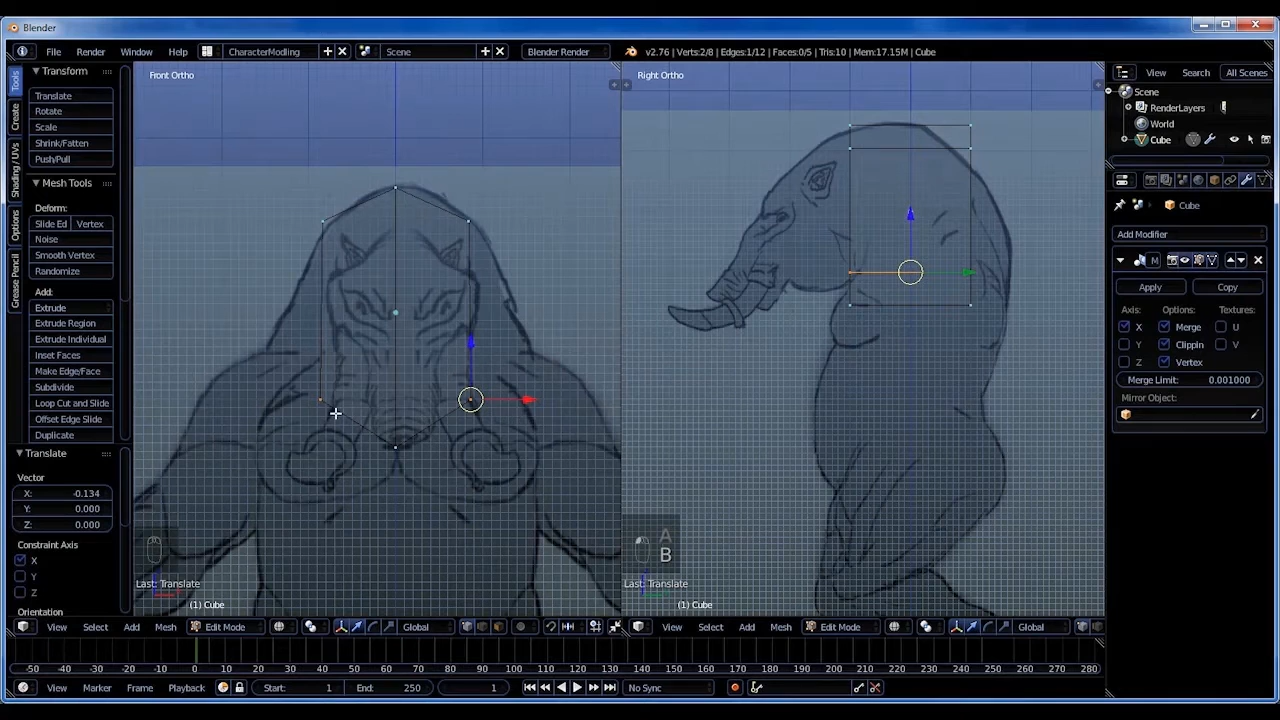 Blender
File Render Window Help CharacterModling Scene Blender Render v2.76 | Verts:2/8 | Edges:1/12 | Faces:0/5 | Tris:10 | Mem:17.15M | Cube
Tools
Create
Shading / UVs
Options
Grease Pencil
Transform
Translate
Rotate
Scale
Shrink/Fatten
Push/Pull
Mesh Tools
Deform:
Slide Ed Vertex
Noise
Smooth Vertex
Randomize
Add:
Extrude
Extrude Region
Extrude Individual
Inset Faces
Make Edge/Face
Subdivide
Loop Cut and Slide
Offset Edge Slide
Duplicate
Translate
Vector
X: -0.134
Y: 0.000
Z: 0.000
Constraint Axis
X
Y
Z
Orientation
Front Ortho
Last: Translate
(1) Cube
Right Ortho
A
B
Last: Translate
(1) Cube
View Search All Scenes
Scene
RenderLayers
World
Cube
Cube
Add Modifier
M
Apply Copy
Axis: Options: Textures:
X Merge U
Y Clippin V
Z Vertex
Merge Limit: 0.001000
Mirror Object:
View Select Add Mesh Edit Mode Global
View Select Add Mesh Edit Mode Global
-50 -40 -30 -20 -10 0 10 20 30 40 50 60 70 80 90 100 110 120 130 140 150 160 170 180 190 200 210 220 230 240 250 260 270 280
View Marker Frame Playback Start: 1 End: 250 1 No Sync